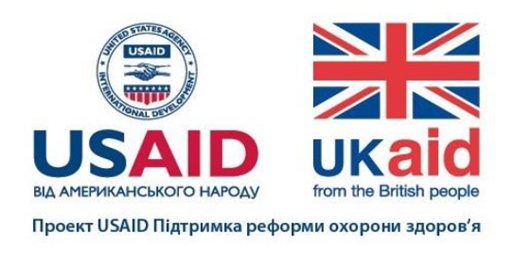 UNITED STATES AGENCY
USAID
INTERNATIONAL DEVELOPMENT
USAID
ВІД АМЕРИКАНСЬКОГО НАРОДУ
UKaid
from the British people
Проект USAID Підтримка реформи охорони здоров'я